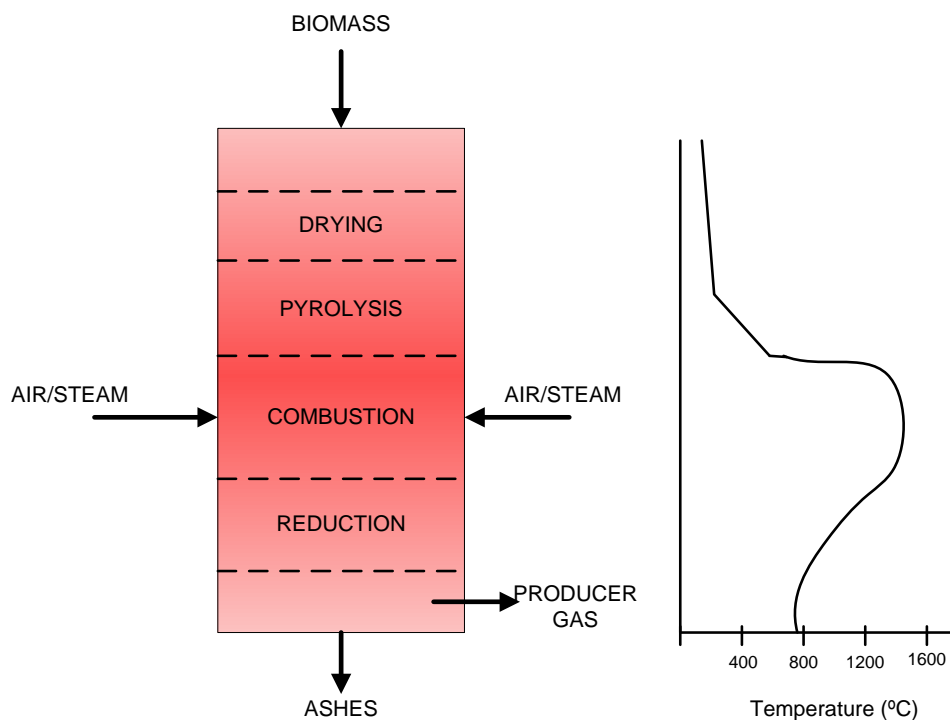 BIOMASS
DRYING
PYROLYSIS
AIR/STEAM
AIR/STEAM
COMBUSTION
REDUCTION
PRODUCER
GAS
ASHES
400 800 1200 1600
Temperature (ºC)